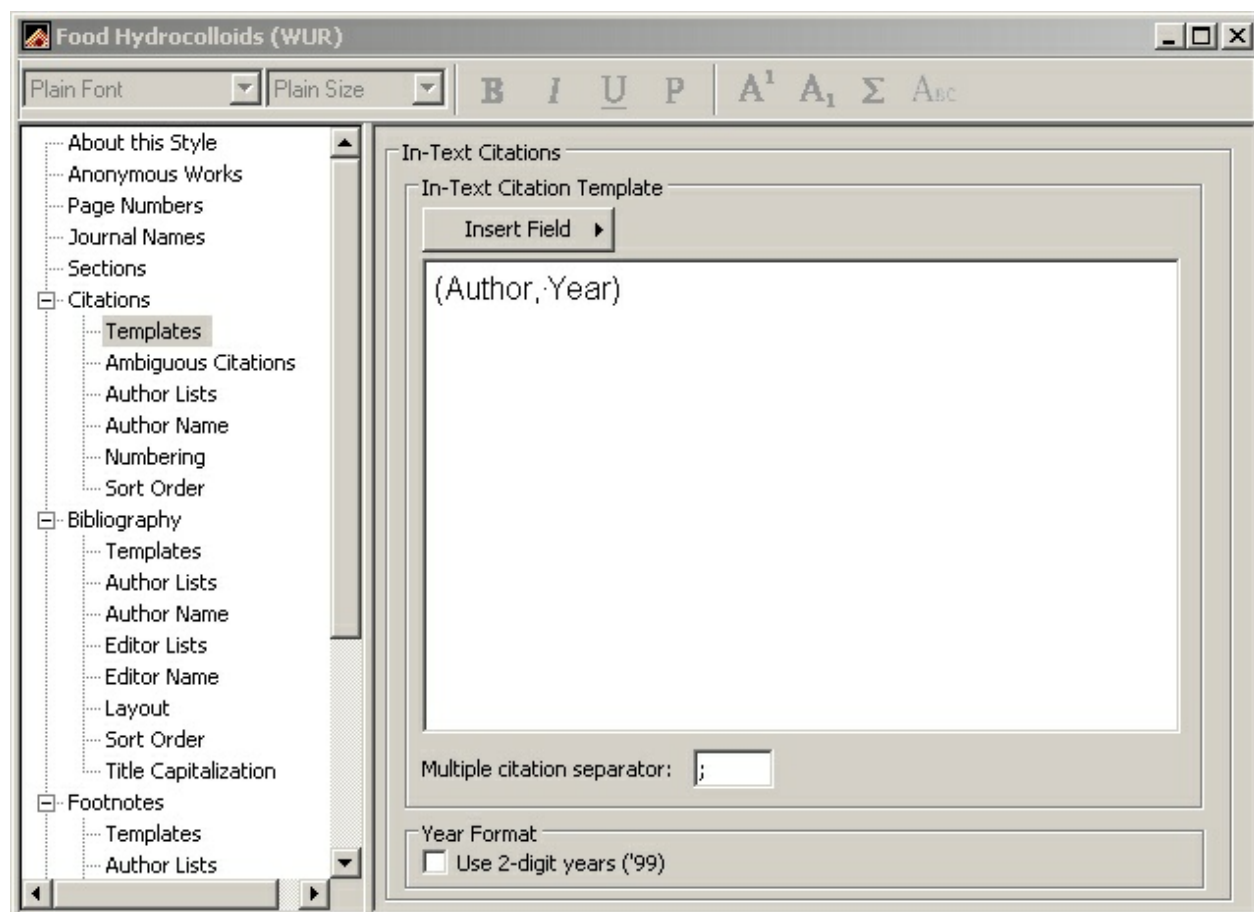 Food Hydrocolloids (WUR)
Plain Font Plain Size B I U P A¹ A₁ Σ ABC
About this Style
Anonymous Works
Page Numbers
Journal Names
Sections
Citations
Templates
Ambiguous Citations
Author Lists
Author Name
Numbering
Sort Order
Bibliography
Templates
Author Lists
Author Name
Editor Lists
Editor Name
Layout
Sort Order
Title Capitalization
Footnotes
Templates
Author Lists
In-Text Citations
In-Text Citation Template
Insert Field
(Author,·Year)
Multiple citation separator: ;
Year Format
Use 2-digit years ('99)